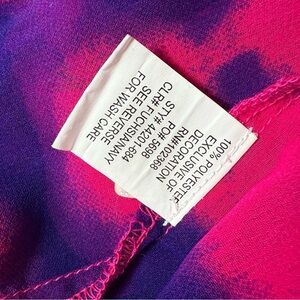 100% POLYESTER
EXCLUSIVE OF
DECORATION
RN#102368
PO# 5698
STY# 44201-684
CLR# FUCHSIA/NAVY
SEE REVERSE
FOR WASH CARE